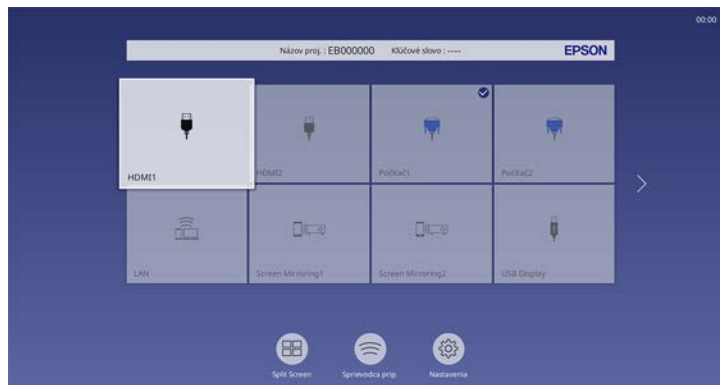 00:00
Názov proj. : EB000000 Kľúčové slovo : ---- EPSON
HDMI1 HDMI2 Počítač1 Počítač2
LAN Screen Mirroring1 Screen Mirroring2 USB Display
Split Screen Sprievodca prip. Nastavenia